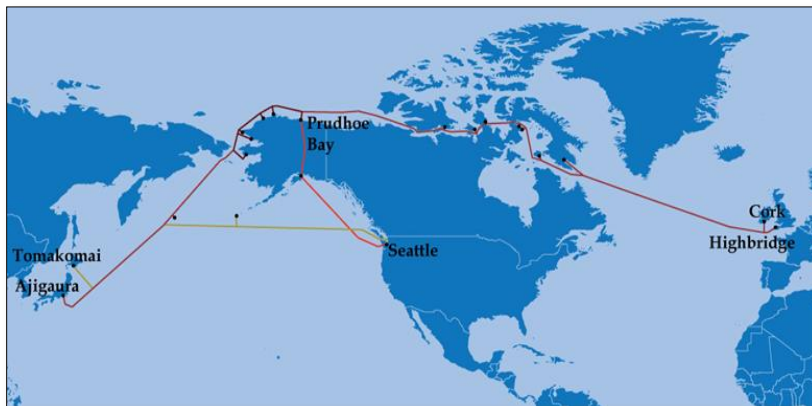 Prudhoe
Bay
Cork
Highbridge
Seattle
Tomakomai
Ajigaura